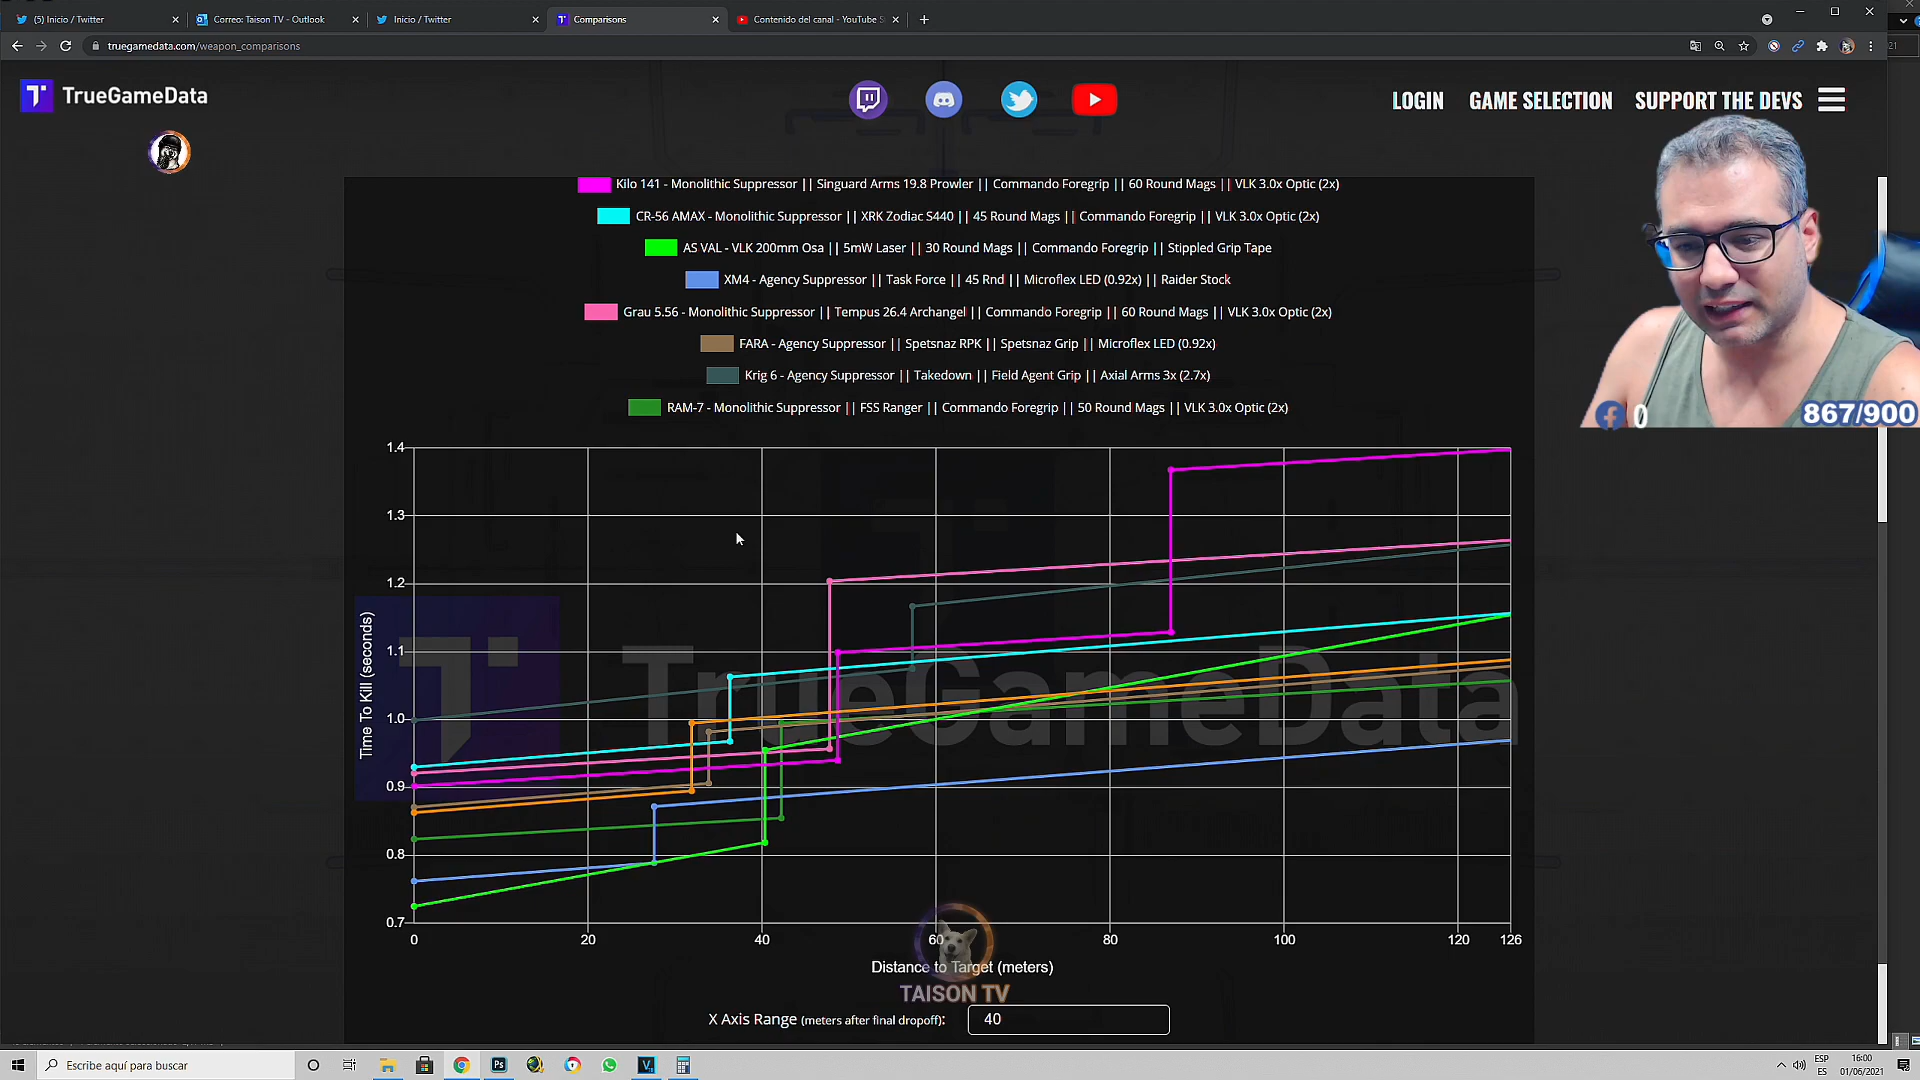 (5) Inicio / Twitter
Correo: Taison TV - Outlook
Inicio / Twitter
Comparisons
Contenido del canal - YouTube S
truegamedata.com/weapon_comparisons
TrueGameData
LOGIN
GAME SELECTION
SUPPORT THE DEVS
Kilo 141 - Monolithic Suppressor || Singuard Arms 19.8 Prowler || Commando Foregrip || 60 Round Mags || VLK 3.0x Optic (2x)
CR-56 AMAX - Monolithic Suppressor || XRK Zodiac S440 || 45 Round Mags || Commando Foregrip || VLK 3.0x Optic (2x)
AS VAL - VLK 200mm Osa || 5mW Laser || 30 Round Mags || Commando Foregrip || Stippled Grip Tape
XM4 - Agency Suppressor || Task Force || 45 Rnd || Microflex LED (0.92x) || Raider Stock
Grau 5.56 - Monolithic Suppressor || Tempus 26.4 Archangel || Commando Foregrip || 60 Round Mags || VLK 3.0x Optic (2x)
FARA - Agency Suppressor || Spetsnaz RPK || Spetsnaz Grip || Microflex LED (0.92x)
Krig 6 - Agency Suppressor || Takedown || Field Agent Grip || Axial Arms 3x (2.7x)
RAM-7 - Monolithic Suppressor || FSS Ranger || Commando Foregrip || 50 Round Mags || VLK 3.0x Optic (2x)
0
867/900
1.4
1.3
1.2
1.1
1.0
0.9
0.8
0.7
Time To Kill (seconds)
TrueGameData
0 20 40 60 80 100 120 126
Distance to Target (meters)
TAISON TV
X Axis Range (meters after final dropoff): 40
Escribe aquí para buscar
ESP
ES
16:00
01/06/2021